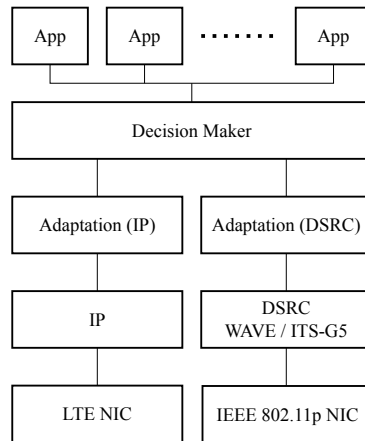 App App App
Decision Maker
Adaptation (IP) Adaptation (DSRC)
IP DSRC
WAVE / ITS-G5
LTE NIC IEEE 802.11p NIC